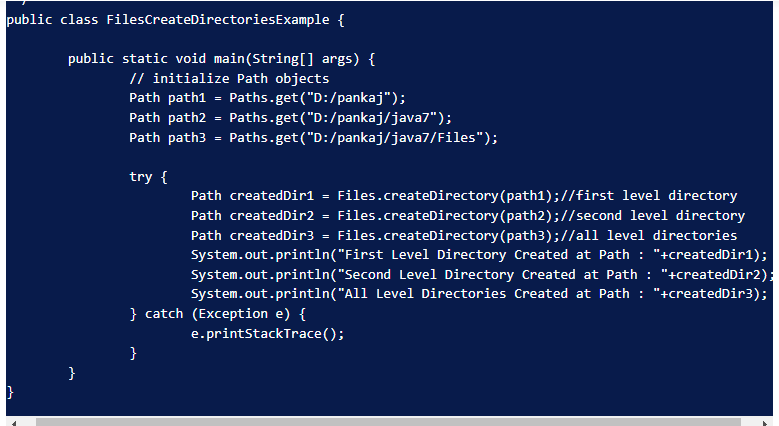 public class FilesCreateDirectoriesExample {
public static void main(String[] args) {
// initialize Path objects
Path path1 = Paths.get("D:/pankaj");
Path path2 = Paths.get("D:/pankaj/java7");
Path path3 = Paths.get("D:/pankaj/java7/Files");
try {
Path createdDir1 = Files.createDirectory(path1);//first level directory
Path createdDir2 = Files.createDirectory(path2);//second level directory
Path createdDir3 = Files.createDirectory(path3);//all level directories
System.out.println("First Level Directory Created at Path : "+createdDir1);
System.out.println("Second Level Directory Created at Path : "+createdDir2);
System.out.println("All Level Directories Created at Path : "+createdDir3);
} catch (Exception e) {
e.printStackTrace();
}
}
}